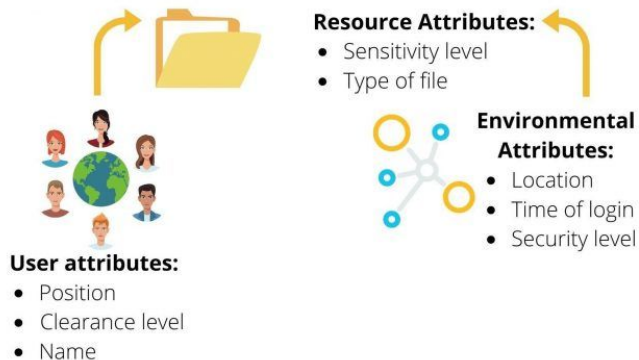 Resource Attributes:
• Sensitivity level
• Type of file
Environmental
Attributes:
• Location
• Time of login
• Security level
User attributes:
• Position
• Clearance level
• Name